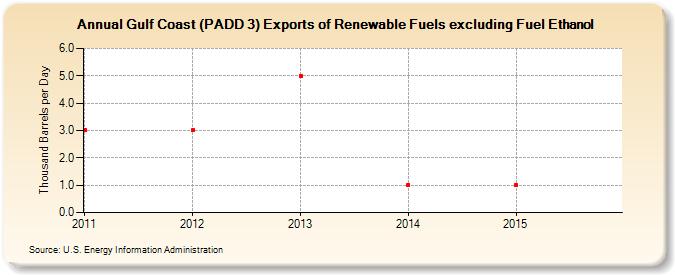 Annual Gulf Coast (PADD 3) Exports of Renewable Fuels excluding Fuel Ethanol
Thousand Barrels per Day
6.0
5.0
4.0
3.0
2.0
1.0
0.0
2011 2012 2013 2014 2015
Source: U.S. Energy Information Administration